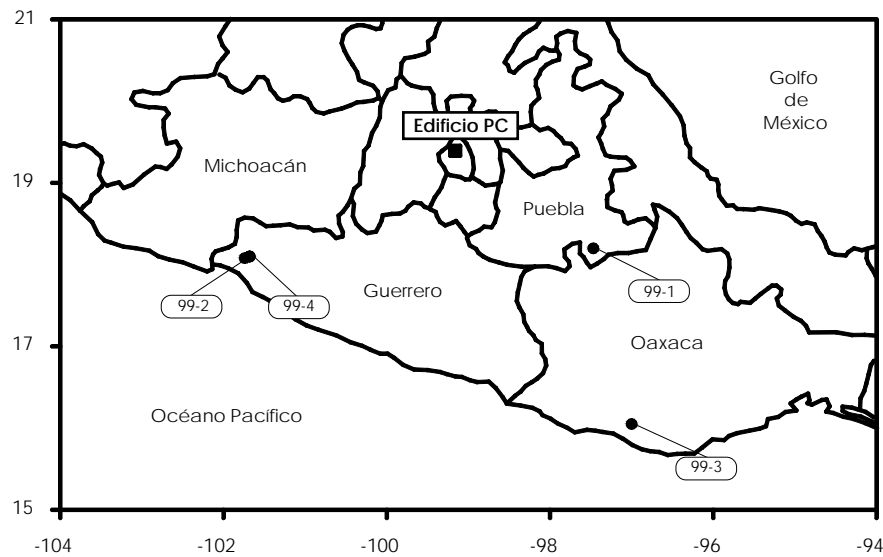 21
Golfo
de
México
Edificio PC
Michoacán
19
Puebla
99-2
99-4
Guerrero
99-1
17
Oaxaca
Océano Pacífico
99-3
15
-104
-102
-100
-98
-96
-94